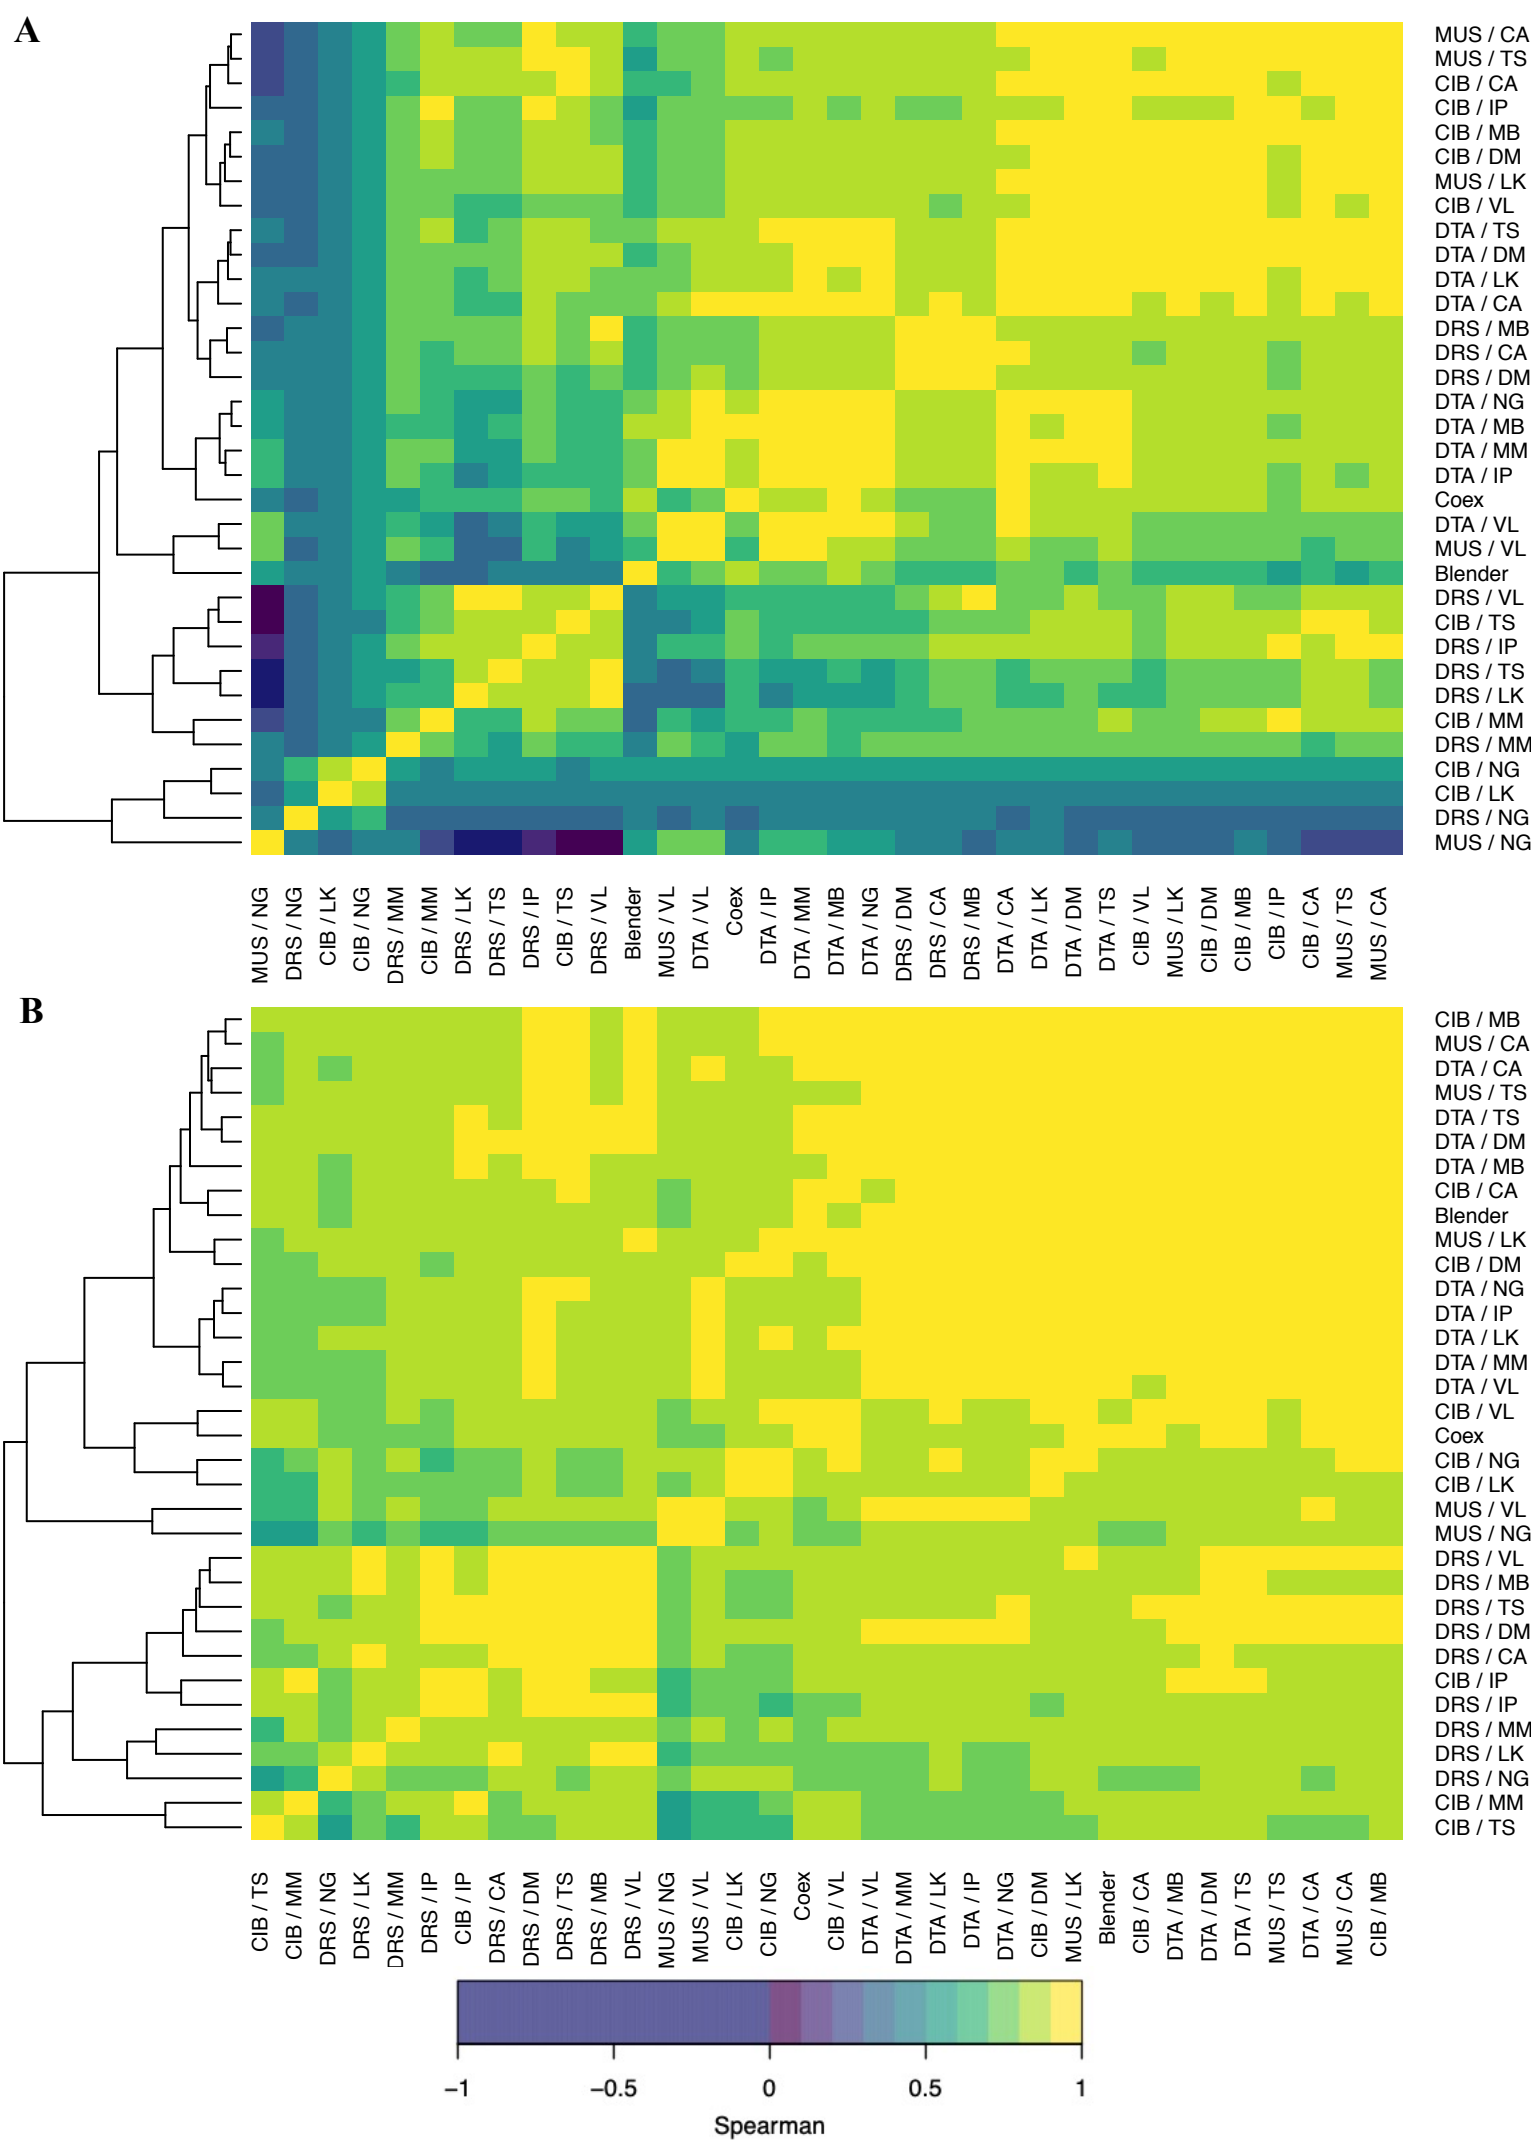 A
MUS / CA
MUS / TS
CIB / CA
CIB / IP
CIB / MB
CIB / DM
MUS / LK
CIB / VL
DTA / TS
DTA / DM
DTA / LK
DTA / CA
DRS / MB
DRS / CA
DRS / DM
DTA / NG
DTA / MB
DTA / MM
DTA / IP
Coex
DTA / VL
MUS / VL
Blender
DRS / VL
CIB / TS
DRS / IP
DRS / TS
DRS / LK
CIB / MM
DRS / MM
CIB / NG
CIB / LK
DRS / NG
MUS / NG
MUS / NG
DRS / NG
CIB / LK
CIB / NG
DRS / MM
CIB / MM
DRS / LK
DRS / TS
DRS / IP
CIB / TS
DRS / VL
Blender
MUS / VL
DTA / VL
Coex
DTA / IP
DTA / MM
DTA / MB
DTA / NG
DRS / DM
DRS / CA
DRS / MB
DTA / CA
DTA / LK
DTA / DM
DTA / TS
CIB / VL
MUS / LK
CIB / DM
CIB / MB
CIB / IP
CIB / CA
MUS / TS
MUS / CA
B
CIB / MB
MUS / CA
DTA / CA
MUS / TS
DTA / TS
DTA / DM
DTA / MB
CIB / CA
Blender
MUS / LK
CIB / DM
DTA / NG
DTA / IP
DTA / LK
DTA / MM
DTA / VL
CIB / VL
Coex
CIB / NG
CIB / LK
MUS / VL
MUS / NG
DRS / VL
DRS / MB
DRS / TS
DRS / DM
DRS / CA
CIB / IP
DRS / IP
DRS / MM
DRS / LK
DRS / NG
CIB / MM
CIB / TS
CIB / TS
CIB / MM
DRS / NG
DRS / LK
DRS / MM
DRS / IP
CIB / IP
DRS / CA
DRS / DM
DRS / TS
DRS / MB
DRS / VL
MUS / NG
MUS / VL
CIB / LK
CIB / NG
Coex
CIB / VL
DTA / VL
DTA / MM
DTA / LK
DTA / IP
DTA / NG
CIB / DM
MUS / LK
Blender
CIB / CA
DTA / MB
DTA / DM
DTA / TS
MUS / TS
DTA / CA
MUS / CA
CIB / MB
−1 −0.5 0 0.5 1
Spearman